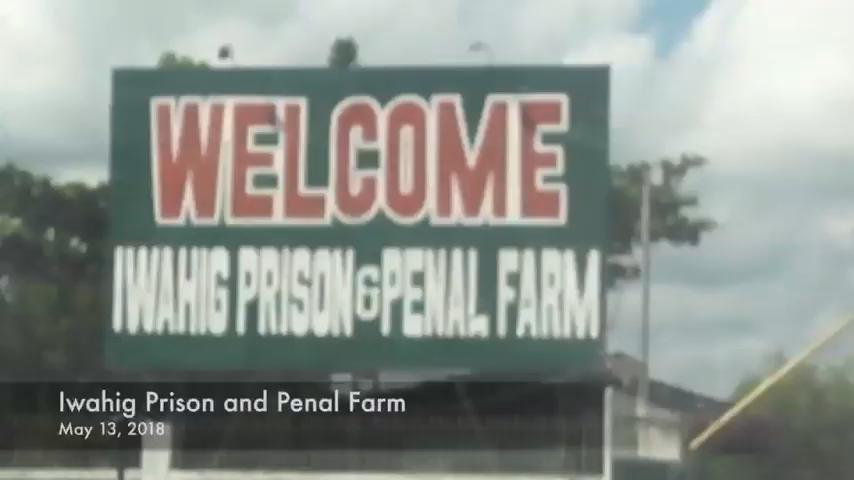 WELCOME
IWAHIG PRISON & PENAL FARM
Iwahig Prison and Penal Farm
May 13, 2018